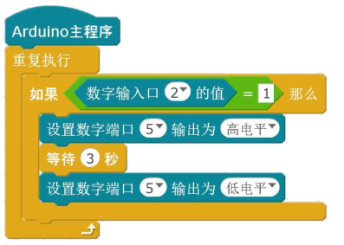 Arduino主程序
重复执行
如果 数字输入口 2 的值 = 1 那么
设置数字端口 5 输出为 高电平
等待 3 秒
设置数字端口 5 输出为 低电平